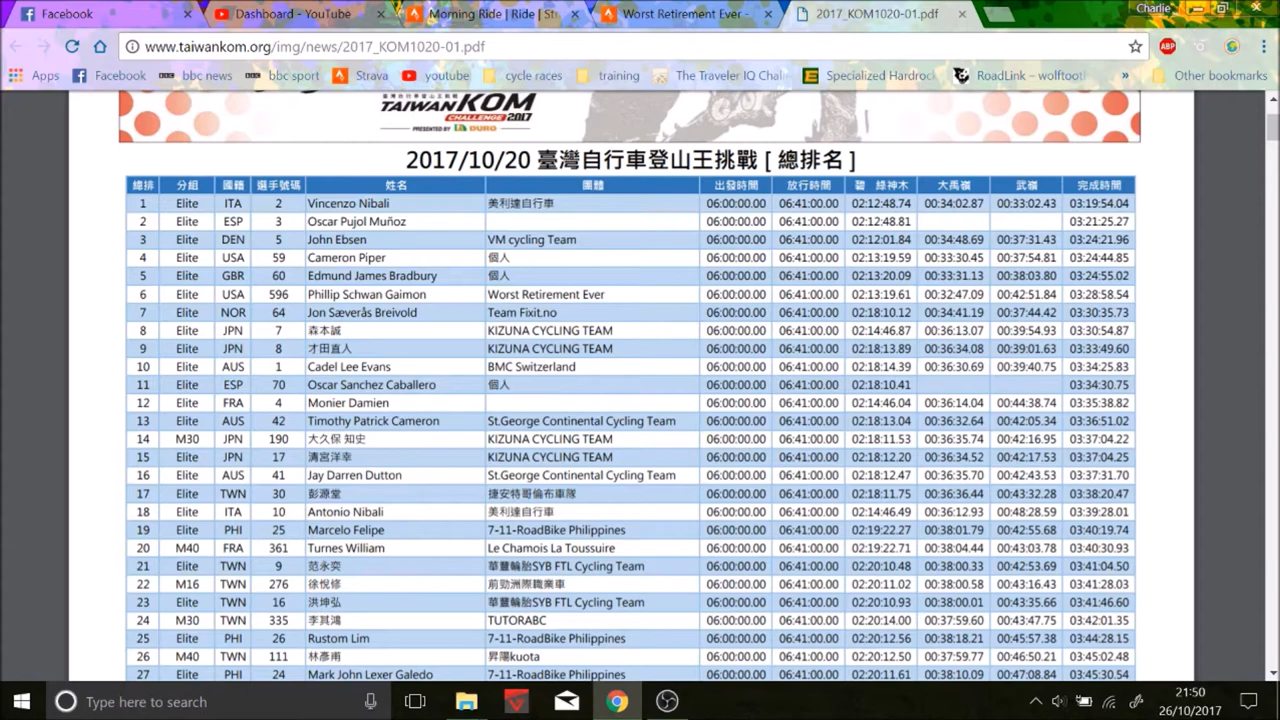 Facebook
Dashboard - YouTube
Morning Ride | Ride | Str
Worst Retirement Ever -
2017_KOM1020-01.pdf
Charlie
www.taiwankom.org/img/news/2017_KOM1020-01.pdf
Apps Facebook bbc news bbc sport Strava youtube cycle races training The Traveler IQ Chal Specialized Hardroc RoadLink – wolftooth » Other bookmarks
臺灣自行車登山王挑戰
TAIWAN KOM
CHALLENGE 2017
PRESENTED BY DURO
2017/10/20 臺灣自行車登山王挑戰 [ 總排名 ]
總排 分組 國籍 選手號碼 姓名 團體 出發時間 放行時間 碧 綠神木 大禹嶺 武嶺 完成時間
1 Elite ITA 2 Vincenzo Nibali 美利達自行車 06:00:00.00 06:41:00.00 02:12:48.74 00:34:02.87 00:33:02.43 03:19:54.04
2 Elite ESP 3 Oscar Pujol Muñoz 06:00:00.00 06:41:00.00 02:12:48.81 03:21:25.27
3 Elite DEN 5 John Ebsen VM cycling Team 06:00:00.00 06:41:00.00 02:12:01.84 00:34:48.69 00:37:31.43 03:24:21.96
4 Elite USA 59 Cameron Piper 個人 06:00:00.00 06:41:00.00 02:13:19.59 00:33:30.45 00:37:54.81 03:24:44.85
5 Elite GBR 60 Edmund James Bradbury 個人 06:00:00.00 06:41:00.00 02:13:20.09 00:33:31.13 00:38:03.80 03:24:55.02
6 Elite USA 596 Phillip Schwan Gaimon Worst Retirement Ever 06:00:00.00 06:41:00.00 02:13:19.61 00:32:47.09 00:42:51.84 03:28:58.54
7 Elite NOR 64 Jon Sæverås Breivold Team Fixit.no 06:00:00.00 06:41:00.00 02:18:10.12 00:34:41.19 00:37:44.42 03:30:35.73
8 Elite JPN 7 森本誠 KIZUNA CYCLING TEAM 06:00:00.00 06:41:00.00 02:14:46.87 00:36:13.07 00:39:54.93 03:30:54.87
9 Elite JPN 8 才田直人 KIZUNA CYCLING TEAM 06:00:00.00 06:41:00.00 02:18:13.89 00:36:34.08 00:39:01.63 03:33:49.60
10 Elite AUS 1 Cadel Lee Evans BMC Switzerland 06:00:00.00 06:41:00.00 02:18:14.39 00:36:30.69 00:39:40.75 03:34:25.83
11 Elite ESP 70 Oscar Sanchez Caballero 個人 06:00:00.00 06:41:00.00 02:18:10.41 03:34:30.75
12 Elite FRA 4 Monier Damien 06:00:00.00 06:41:00.00 02:14:46.04 00:36:14.04 00:44:38.74 03:35:38.82
13 Elite AUS 42 Timothy Patrick Cameron St.George Continental Cycling Team 06:00:00.00 06:41:00.00 02:18:13.04 00:36:32.64 00:42:05.34 03:36:51.02
14 M30 JPN 190 大久保 知史 KIZUNA CYCLING TEAM 06:00:00.00 06:41:00.00 02:18:11.53 00:36:35.74 00:42:16.95 03:37:04.22
15 Elite JPN 17 清宮洋幸 KIZUNA CYCLING TEAM 06:00:00.00 06:41:00.00 02:18:12.20 00:36:34.52 00:42:17.53 03:37:04.25
16 Elite AUS 41 Jay Darren Dutton St.George Continental Cycling Team 06:00:00.00 06:41:00.00 02:18:12.47 00:36:35.70 00:42:43.53 03:37:31.70
17 Elite TWN 30 彭源堂 捷安特哥倫布車隊 06:00:00.00 06:41:00.00 02:18:11.75 00:36:36.44 00:43:32.28 03:38:20.47
18 Elite ITA 10 Antonio Nibali 美利達自行車 06:00:00.00 06:41:00.00 02:14:46.49 00:36:12.93 00:48:28.59 03:39:28.01
19 Elite PHI 25 Marcelo Felipe 7-11-RoadBike Philippines 06:00:00.00 06:41:00.00 02:19:22.27 00:38:01.79 00:42:55.68 03:40:19.74
20 M40 FRA 361 Turnes William Le Chamois La Toussuire 06:00:00.00 06:41:00.00 02:19:22.71 00:38:04.44 00:43:03.78 03:40:30.93
21 Elite TWN 9 范永奕 華豐輪胎SYB FTL Cycling Team 06:00:00.00 06:41:00.00 02:20:10.48 00:38:00.33 00:42:53.69 03:41:04.50
22 M16 TWN 276 徐悅修 前勁洲際職業車 06:00:00.00 06:41:00.00 02:20:11.02 00:38:00.58 00:43:16.43 03:41:28.03
23 Elite TWN 16 洪坤弘 華豐輪胎SYB FTL Cycling Team 06:00:00.00 06:41:00.00 02:20:10.93 00:38:00.01 00:43:35.66 03:41:46.60
24 M30 TWN 335 李其鴻 TUTORABC 06:00:00.00 06:41:00.00 02:20:14.00 00:37:59.60 00:43:47.75 03:42:01.35
25 Elite PHI 26 Rustom Lim 7-11-RoadBike Philippines 06:00:00.00 06:41:00.00 02:20:12.56 00:38:18.21 00:45:57.38 03:44:28.15
26 M40 TWN 111 林彥甫 昇陽kuota 06:00:00.00 06:41:00.00 02:20:12.50 00:37:59.77 00:46:50.21 03:45:02.48
27 Elite PHI 24 Mark John Lexer Galedo 7-11-RoadBike Philippines 06:00:00.00 06:41:00.00 02:20:11.61 00:38:10.09 00:47:08.84 03:45:30.54
Type here to search
21:50
26/10/2017